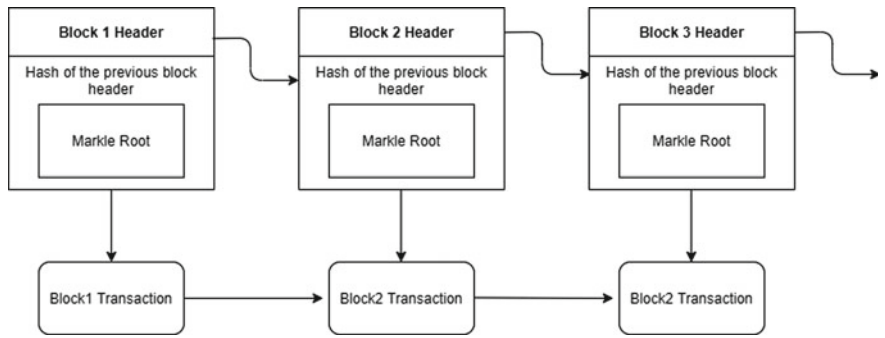 Block 1 Header
Hash of the previous block
header
Markle Root
Block 2 Header
Hash of the previous block
header
Markle Root
Block 3 Header
Hash of the previous block
header
Markle Root
Block1 Transaction
Block2 Transaction
Block2 Transaction